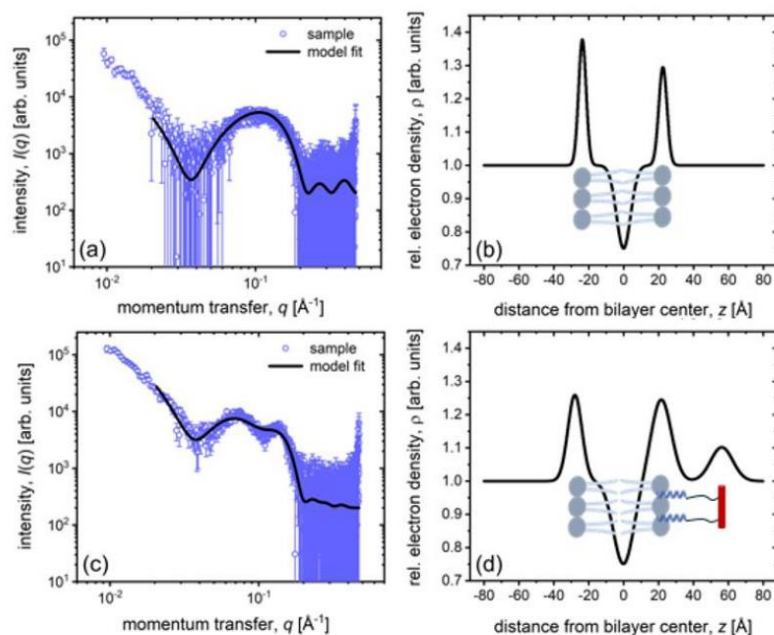 10⁵
10⁴
10³
10²
10¹
intensity, I(q) [arb. units]
sample
model fit
(a)
10⁻² 10⁻¹
momentum transfer, q [Å⁻¹]
1.4
1.3
1.2
1.1
1.0
0.9
0.8
0.7
rel. electron density, ρ [arb. units]
(b)
-80 -60 -40 -20 0 20 40 60 80
distance from bilayer center, z [Å]
10⁵
10⁴
10³
10²
10¹
intensity, I(q) [arb. units]
sample
model fit
(c)
10⁻² 10⁻¹
momentum transfer, q [Å⁻¹]
1.4
1.3
1.2
1.1
1.0
0.9
0.8
0.7
rel. electron density, ρ [arb. units]
(d)
-80 -60 -40 -20 0 20 40 60 80
distance from bilayer center, z [Å]